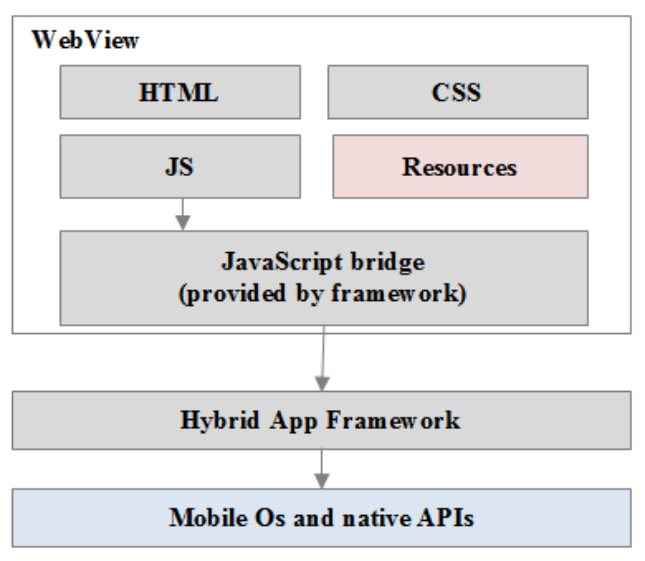 WebView
HTML
CSS
JS
Resources
JavaScript bridge
(provided by framework)
Hybrid App Framework
Mobile Os and native APIs